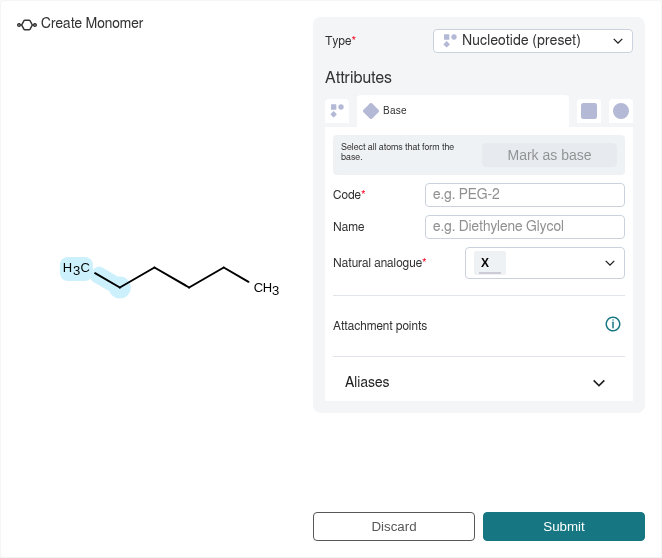 Create Monomer
Type*
Nucleotide (preset)
Attributes
Base
Select all atoms that form the
base.
Mark as base
Code*
e.g. PEG-2
Name
e.g. Diethylene Glycol
Natural analogue*
X
H3C
CH3
Attachment points
Aliases
Discard
Submit